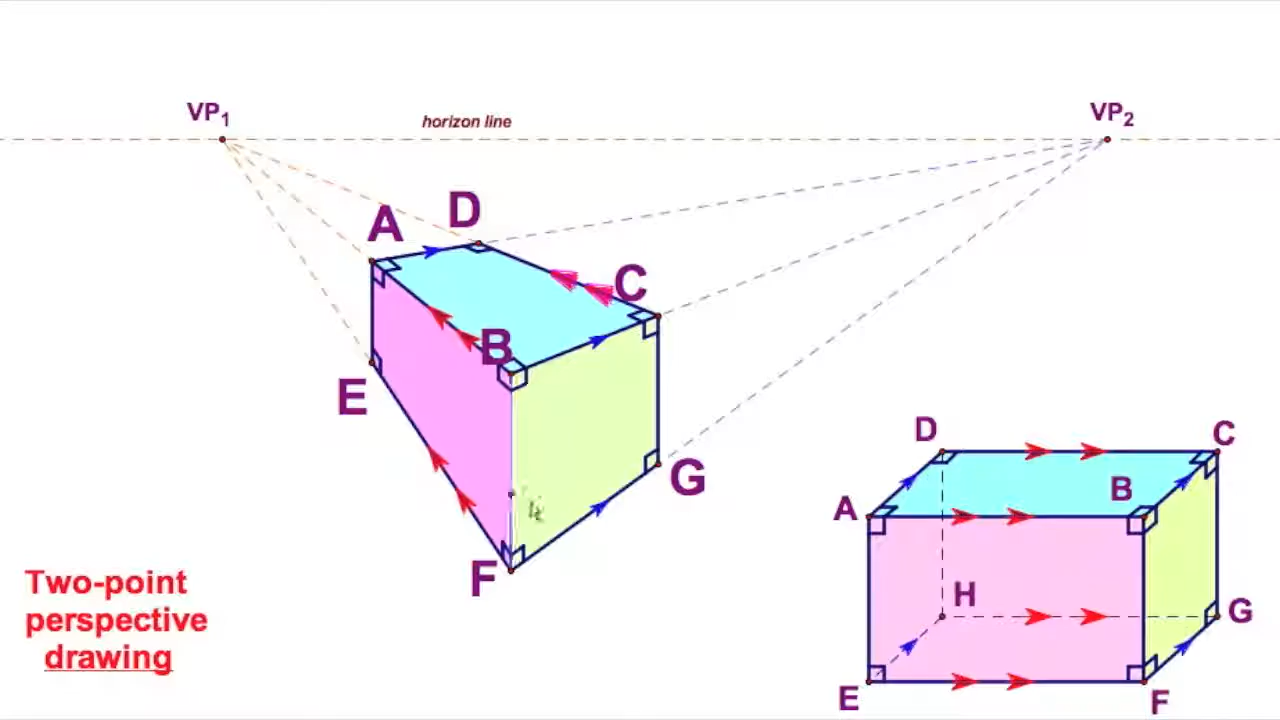 VP1
horizon line
VP2
A
D
C
B
E
G
F
D
C
A
B
H
G
E
F
Two-point
perspective
drawing